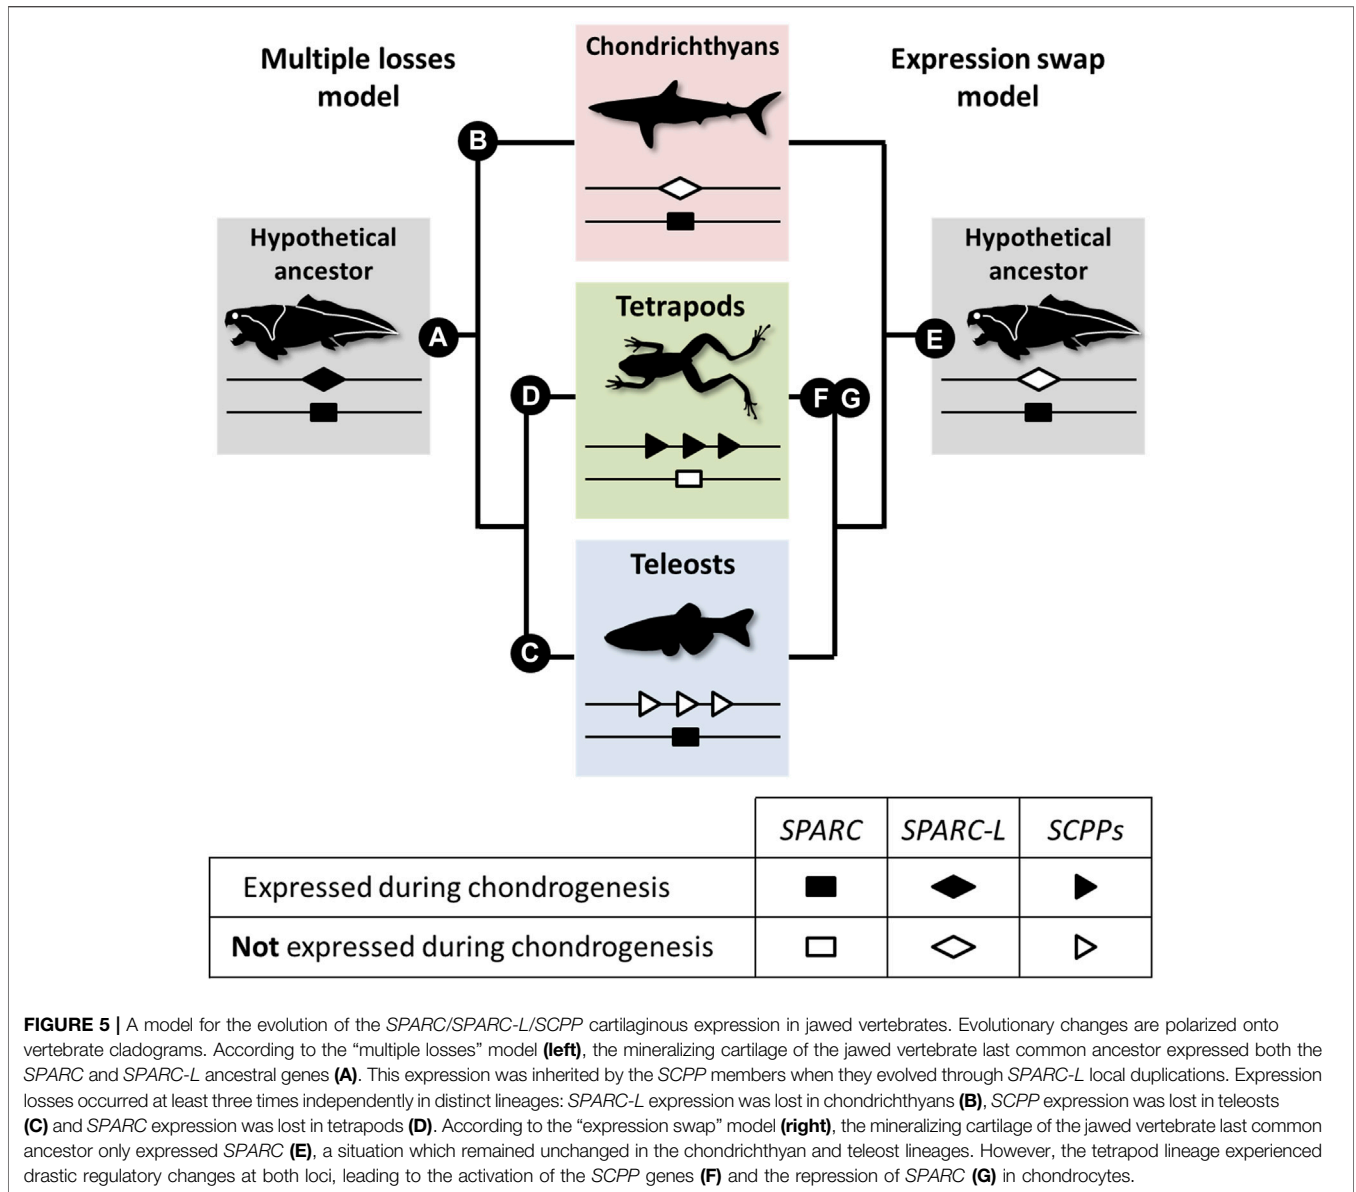 Multiple losses
model
Chondrichthyans
Expression swap
model
B
Hypothetical
ancestor
A
Hypothetical
ancestor
E
Tetrapods
D
F G
Teleosts
C
SPARC SPARC-L SCPPs
Expressed during chondrogenesis
Not expressed during chondrogenesis
FIGURE 5 | A model for the evolution of the SPARC/SPARC-L/SCPP cartilaginous expression in jawed vertebrates. Evolutionary changes are polarized onto
vertebrate cladograms. According to the “multiple losses” model (left), the mineralizing cartilage of the jawed vertebrate last common ancestor expressed both the
SPARC and SPARC-L ancestral genes (A). This expression was inherited by the SCPP members when they evolved through SPARC-L local duplications. Expression
losses occurred at least three times independently in distinct lineages: SPARC-L expression was lost in chondrichthyans (B), SCPP expression was lost in teleosts
(C) and SPARC expression was lost in tetrapods (D). According to the “expression swap” model (right), the mineralizing cartilage of the jawed vertebrate last common
ancestor only expressed SPARC (E), a situation which remained unchanged in the chondrichthyan and teleost lineages. However, the tetrapod lineage experienced
drastic regulatory changes at both loci, leading to the activation of the SCPP genes (F) and the repression of SPARC (G) in chondrocytes.